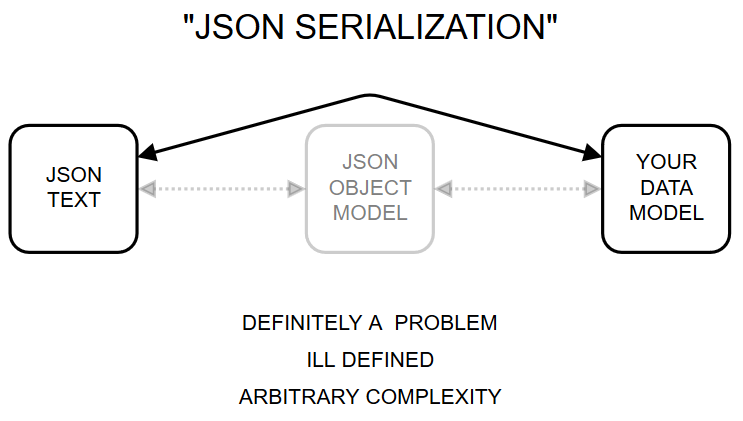 "JSON SERIALIZATION"
JSON
TEXT
JSON
OBJECT
MODEL
YOUR
DATA
MODEL
DEFINITELY A  PROBLEM
ILL DEFINED
ARBITRARY COMPLEXITY